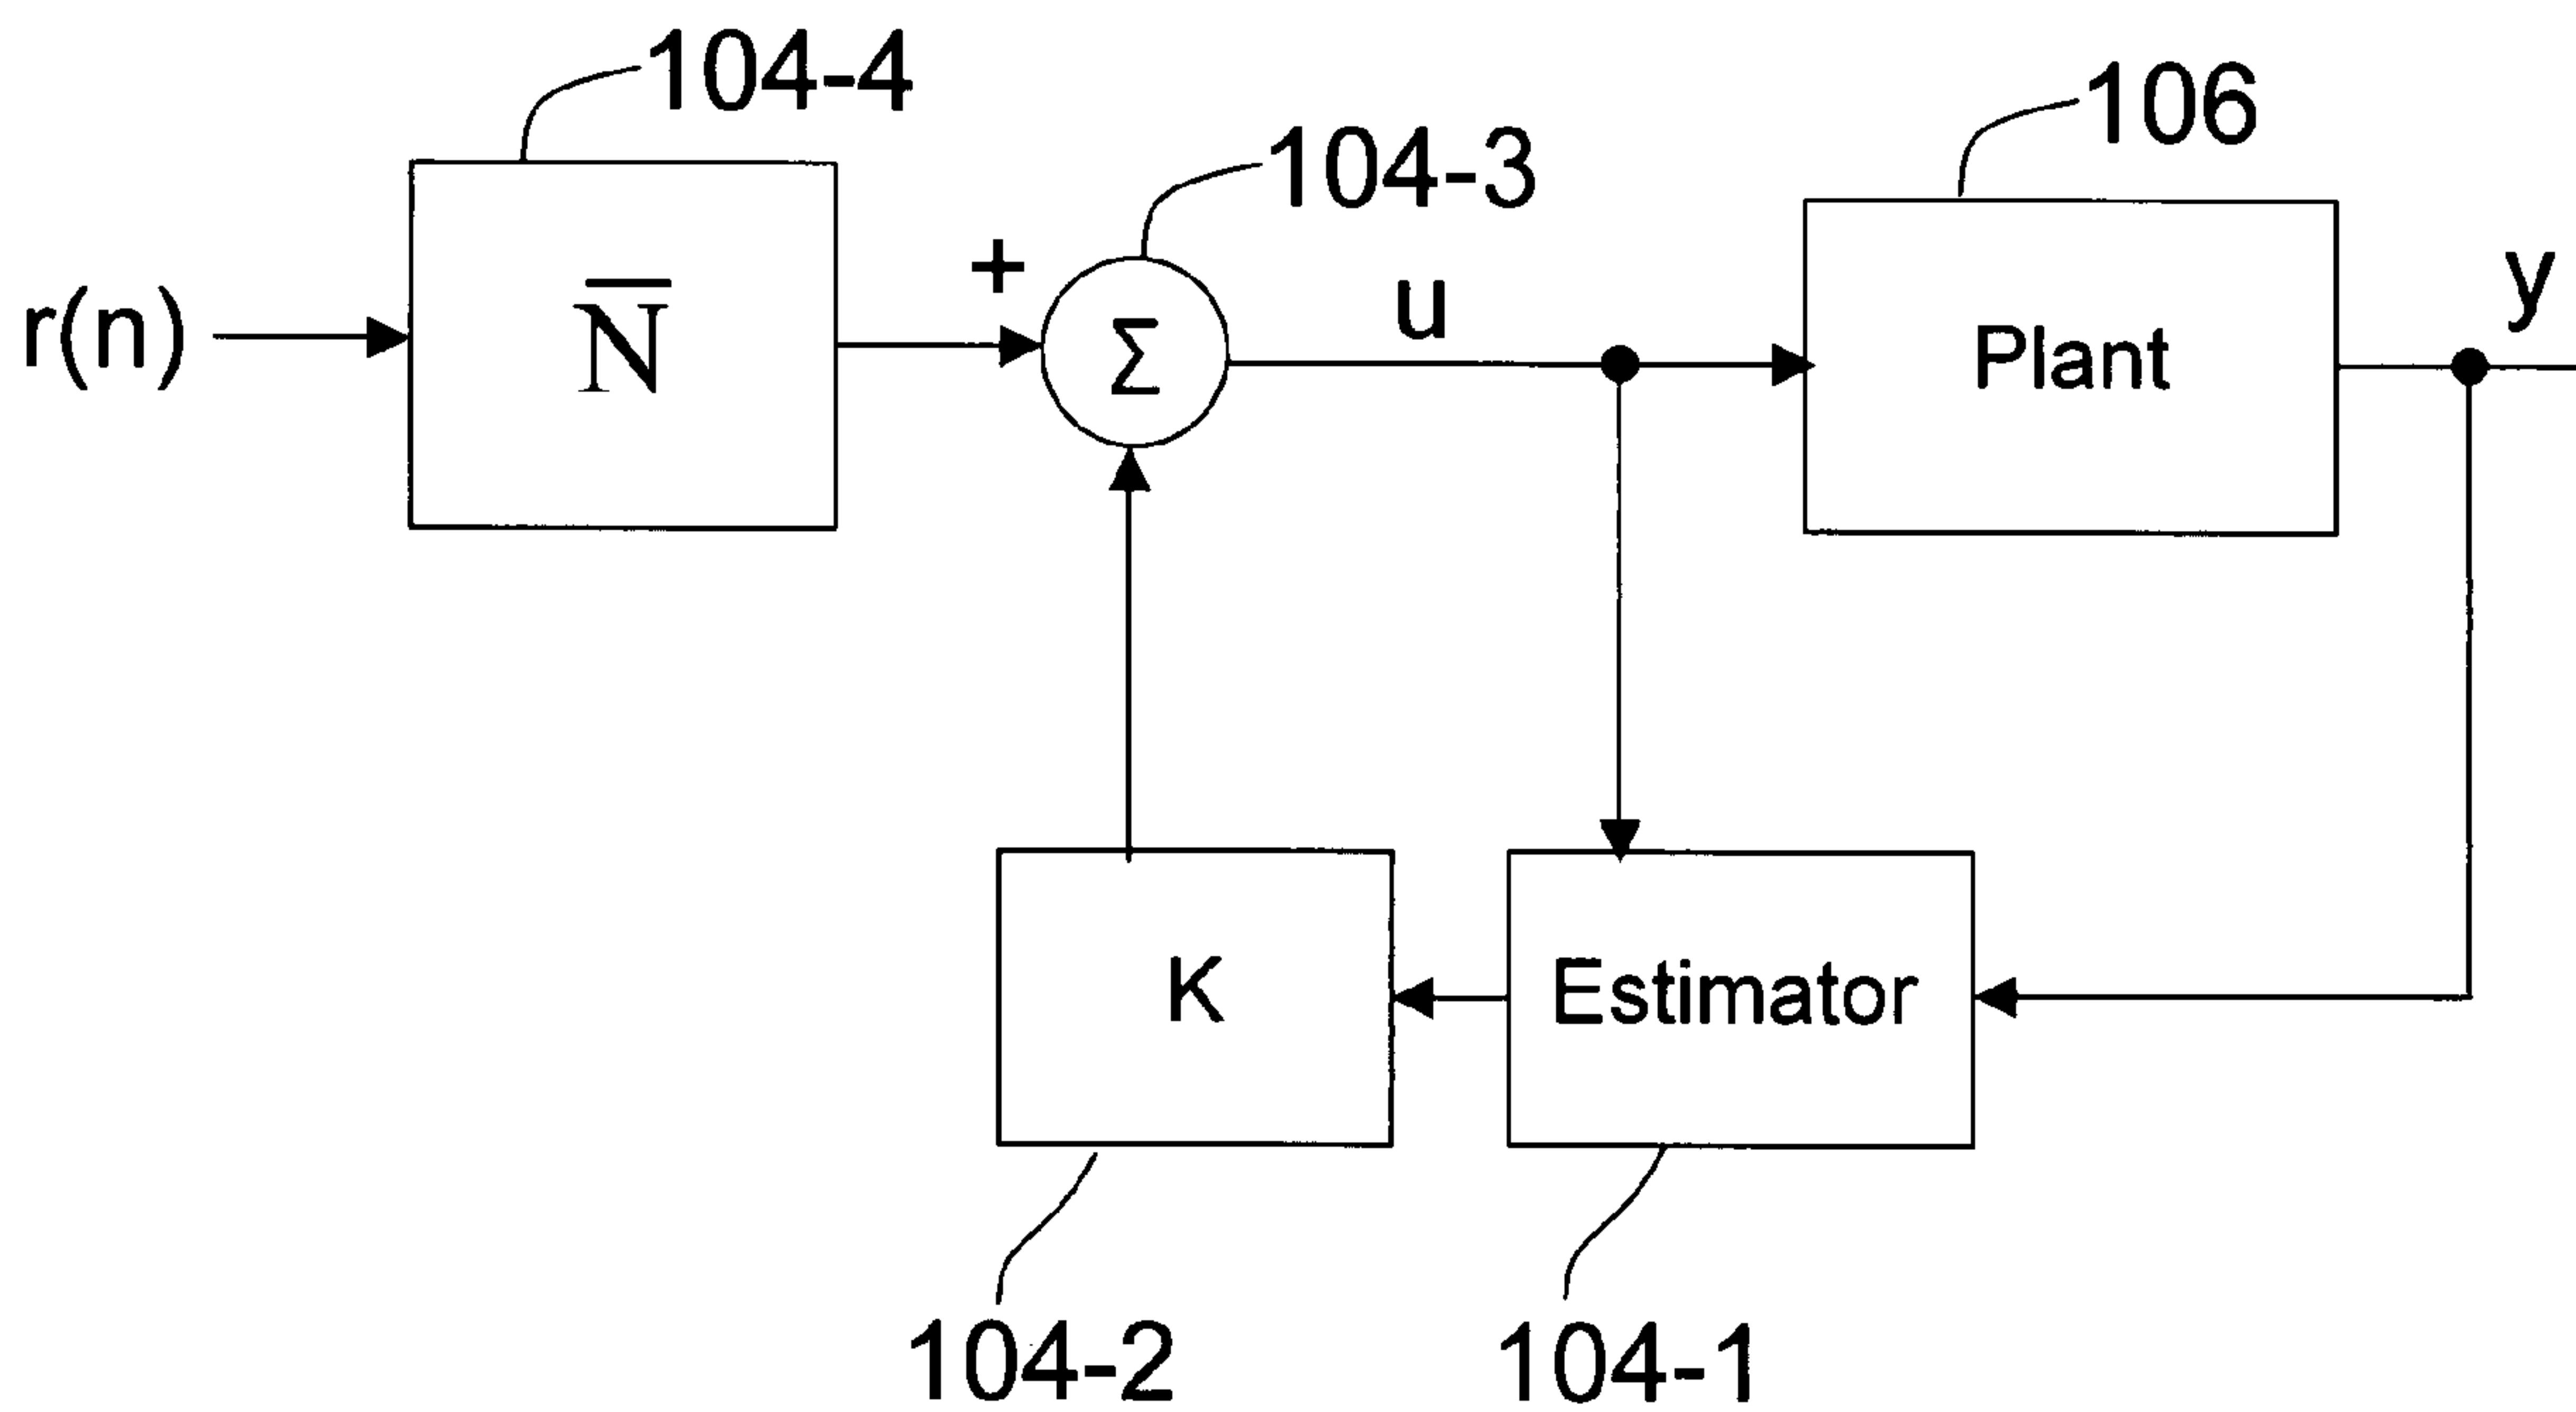 104-4
106
104-3
+
u
y
r(n)
N̅
Σ
Plant
K
Estimator
104-2
104-1